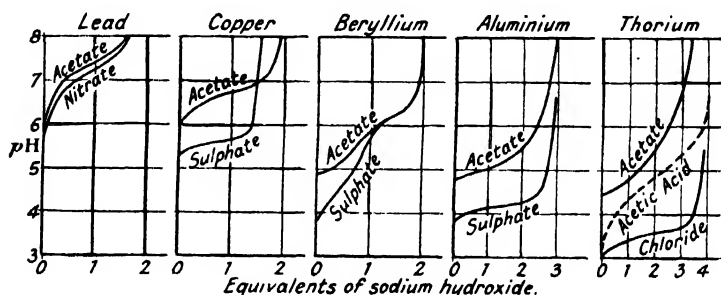 Lead Copper Beryllium Aluminium Thorium
8
7
6
pH
5
4
3
Acetate
Nitrate
Acetate
Sulphate
Acetate
Sulphate
Acetate
Sulphate
Acetate
Acetic Acid
Chloride
0 1 2 0 1 2 0 1 2 0 1 2 3 0 1 2 3 4
Equivalents of sodium hydroxide.